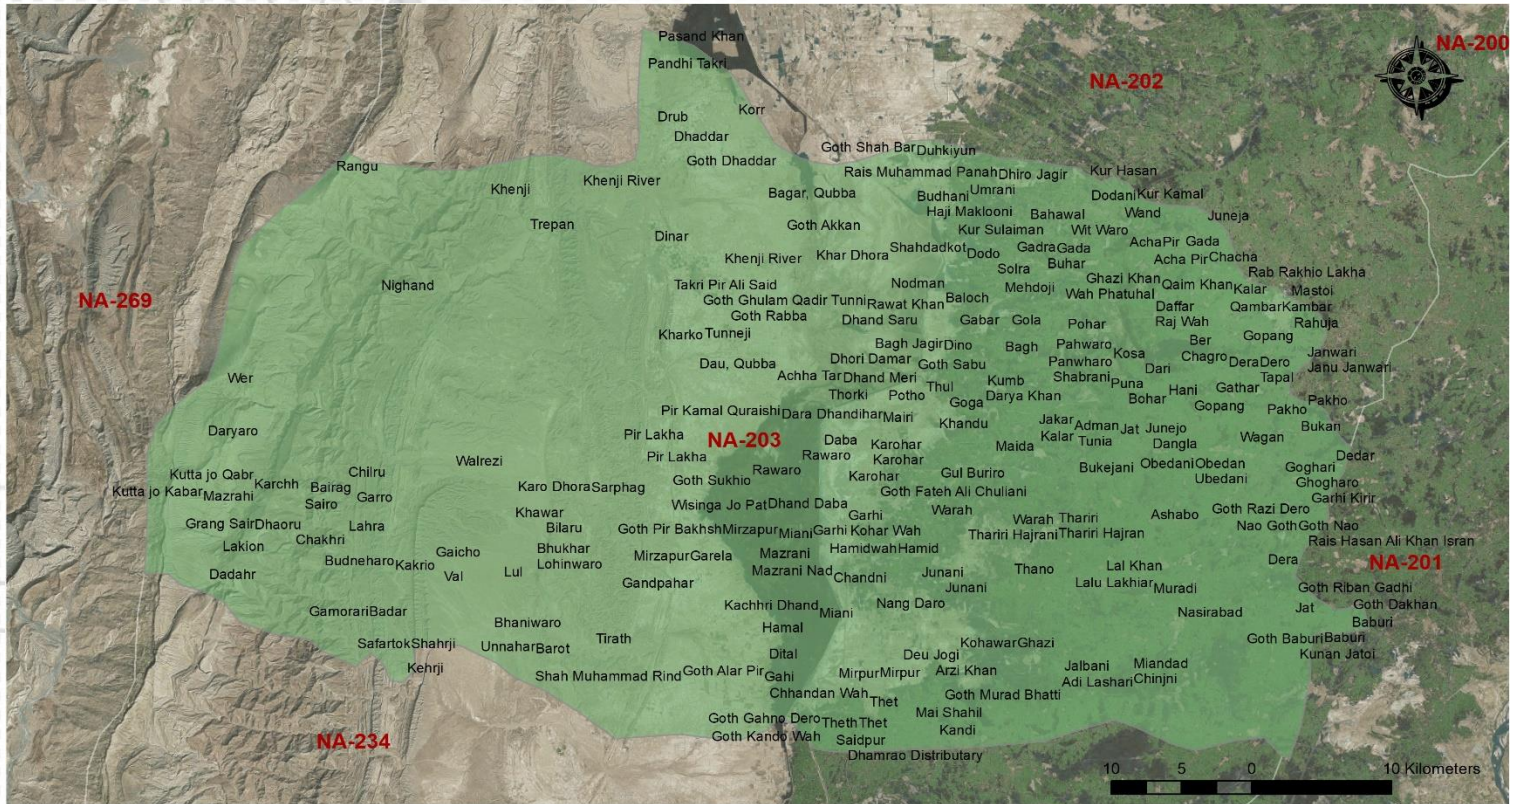 Pasand Khan
NA-200
Pandhi Takri
NA-202
Korr
Drub
Dhaddar
Goth Shah Bar
Duhkiyun
Goth Dhaddar
Rangu
Rais Muhammad Panah
Dhiro Jagir
Kur Hasan
Khenji River
Khenji
Bagar, Qubba
Budhani
Umrani
Dodani
Kur Kamal
Haji Maklooni
Bahawal
Wand
Juneja
Trepan
Goth Akkan
Kur Sulaiman
Wit Waro
Dinar
Shahdadkot
Gadra
Gada
Acha
Pir Gada
Khenji River
Khar Dhora
Dodo
Buhar
Acha Pir
Chacha
Solra
Rab Rakhio Lakha
Nighand
Takri Pir Ali Said
Nodman
Mehdoji
Ghazi Khan
Qaim Khan
Kalar
Mastoi
NA-269
Goth Ghulam Qadir Tunni
Rawat Khan
Baloch
Wah Phatuhal
Daffar
Qambar
Kambar
Goth Rabba
Dhand Saru
Gabar
Gola
Pohar
Raj Wah
Rahuja
Kharko
Tunneji
Bagh Jagir
Dino
Bagh
Pahwaro
Ber
Gopang
Dau, Qubba
Dhori Damar
Goth Sabu
Panwharo
Kosa
Chagro
Dera
Dero
Janwari
Janu Janwari
Wer
Achha Tar
Dhand Meri
Thul
Kumb
Shabrani
Puna
Dari
Hani
Gathar
Tapal
Thorki
Potho
Goga
Darya Khan
Bohar
Gopang
Pakho
Pakho
Pir Kamal Quraishi
Dara Dhandihar
Mairi
Khandu
Jakar
Adman
Jat
Junejo
Bukan
Daryaro
Pir Lakha
NA-203
Daba
Karohar
Maida
Kalar
Tunia
Dangla
Wagan
Pir Lakha
Rawaro
Karohar
Dedar
Walrezi
Rawaro
Karohar
Gul Buriro
Bukejani
Obedani
Obedan
Goghari
Kutta jo Qabr
Karchh
Chilru
Goth Sukhio
Ubedani
Ghogharo
Kutta jo Kabar
Mazrahi
Bairag
Garro
Karo Dhora
Sarphag
Goth Fateh Ali Chuliani
Garhi Kirir
Sairo
Wisinga Jo Pat
Dhand Daba
Warah
Goth Razi Dero
Khawar
Garhi
Warah
Thariri
Ashabo
Grang Sair
Dhaoru
Lahra
Bilaru
Goth Pir Bakhsh
Mirzapur
Miani
Garhi Kohar Wah
Thariri Hajrani
Thariri Hajran
Nao Goth
Goth Nao
Chakhri
Rais Hasan Ali Khan Isran
Lakion
Gaicho
Bhukhar
Mirzapur
Garela
Mazrani
Hamidwah
Hamid
Dera
NA-201
Budneharo
Kakrio
Lohinwaro
Mazrani Nad
Lal Khan
Dadahr
Val
Lul
Gandpahar
Chandni
Junani
Thano
Lalu Lakhiar
Muradi
Goth Riban Gadhi
Junani
Gamorari
Badar
Kachhri Dhand
Miani
Nang Daro
Nasirabad
Jat
Goth Dakhan
Bhaniwaro
Hamal
Baburi
Safartok
Shahrji
Unnahar
Barot
Tirath
Kohawar
Ghazi
Goth Baburi
Baburi
Dital
Deu Jogi
Kunan Jatoi
Kehrji
Shah Muhammad Rind
Goth Alar Pir
Gahi
Mirpur
Mirpur
Arzi Khan
Jalbani
Miandad
Adi Lashari
Chinjni
Chhandan Wah
Thet
Goth Murad Bhatti
Mai Shahil
Goth Gahno Dero
Theth
Thet
Kandi
NA-234
Goth Kando Wah
Saidpur
Dhamrao Distributary
10 5 0 10 Kilometers